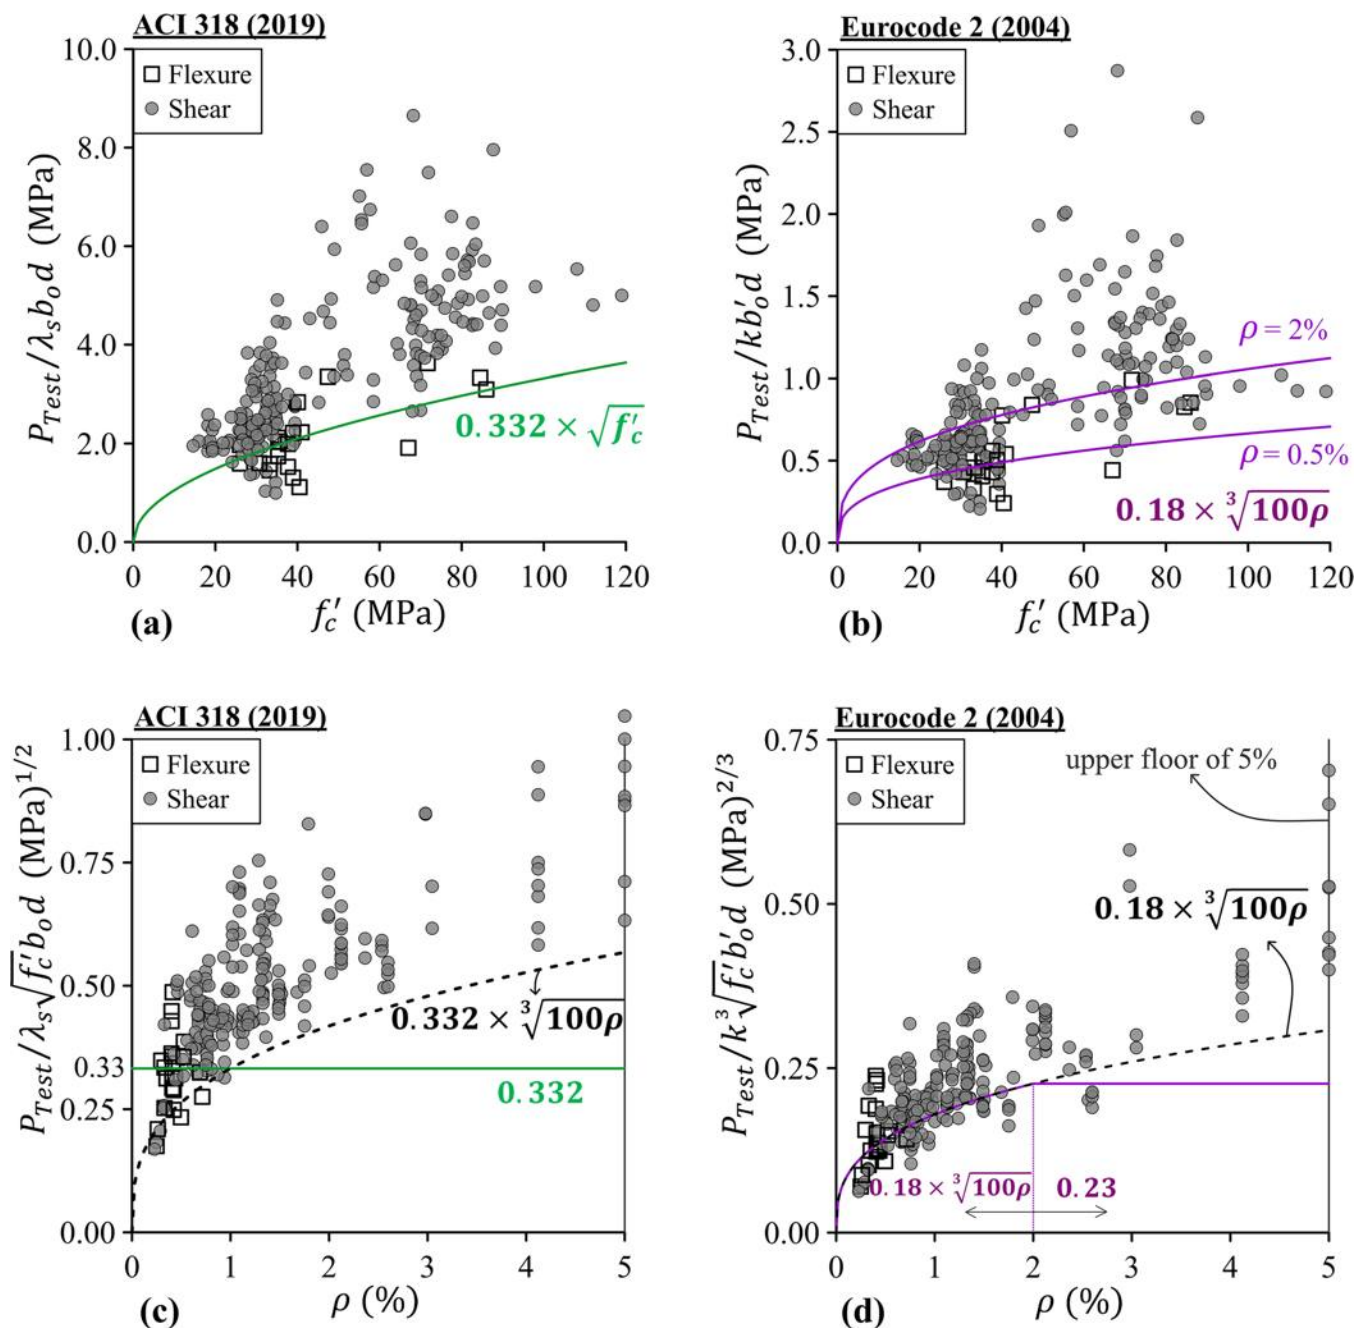 ACI 318 (2019)
10.0
8.0
6.0
4.0
2.0
0.0
P_Test/λ_s b_o d (MPa)
Flexure
Shear
0.332 × √f′_c
0 20 40 60 80 100 120
f′_c (MPa)
(a)
Eurocode 2 (2004)
3.0
2.5
2.0
1.5
1.0
0.5
0.0
P_Test/kb′_o d (MPa)
Flexure
Shear
ρ = 2%
ρ = 0.5%
0.18 × ∛100ρ
0 20 40 60 80 100 120
f′_c (MPa)
(b)
ACI 318 (2019)
1.00
0.75
0.50
0.33
0.25
0.00
P_Test/λ_s√f′_c b_o d (MPa)^1/2
Flexure
Shear
0.332 × ∛100ρ
0.332
0 1 2 3 4 5
ρ (%)
(c)
Eurocode 2 (2004)
0.75
0.50
0.25
0.00
P_Test/k∛f′_c b′_o d (MPa)^2/3
Flexure
Shear
upper floor of 5%
0.18 × ∛100ρ
0.18 × ∛100ρ 0.23
0 1 2 3 4 5
ρ (%)
(d)